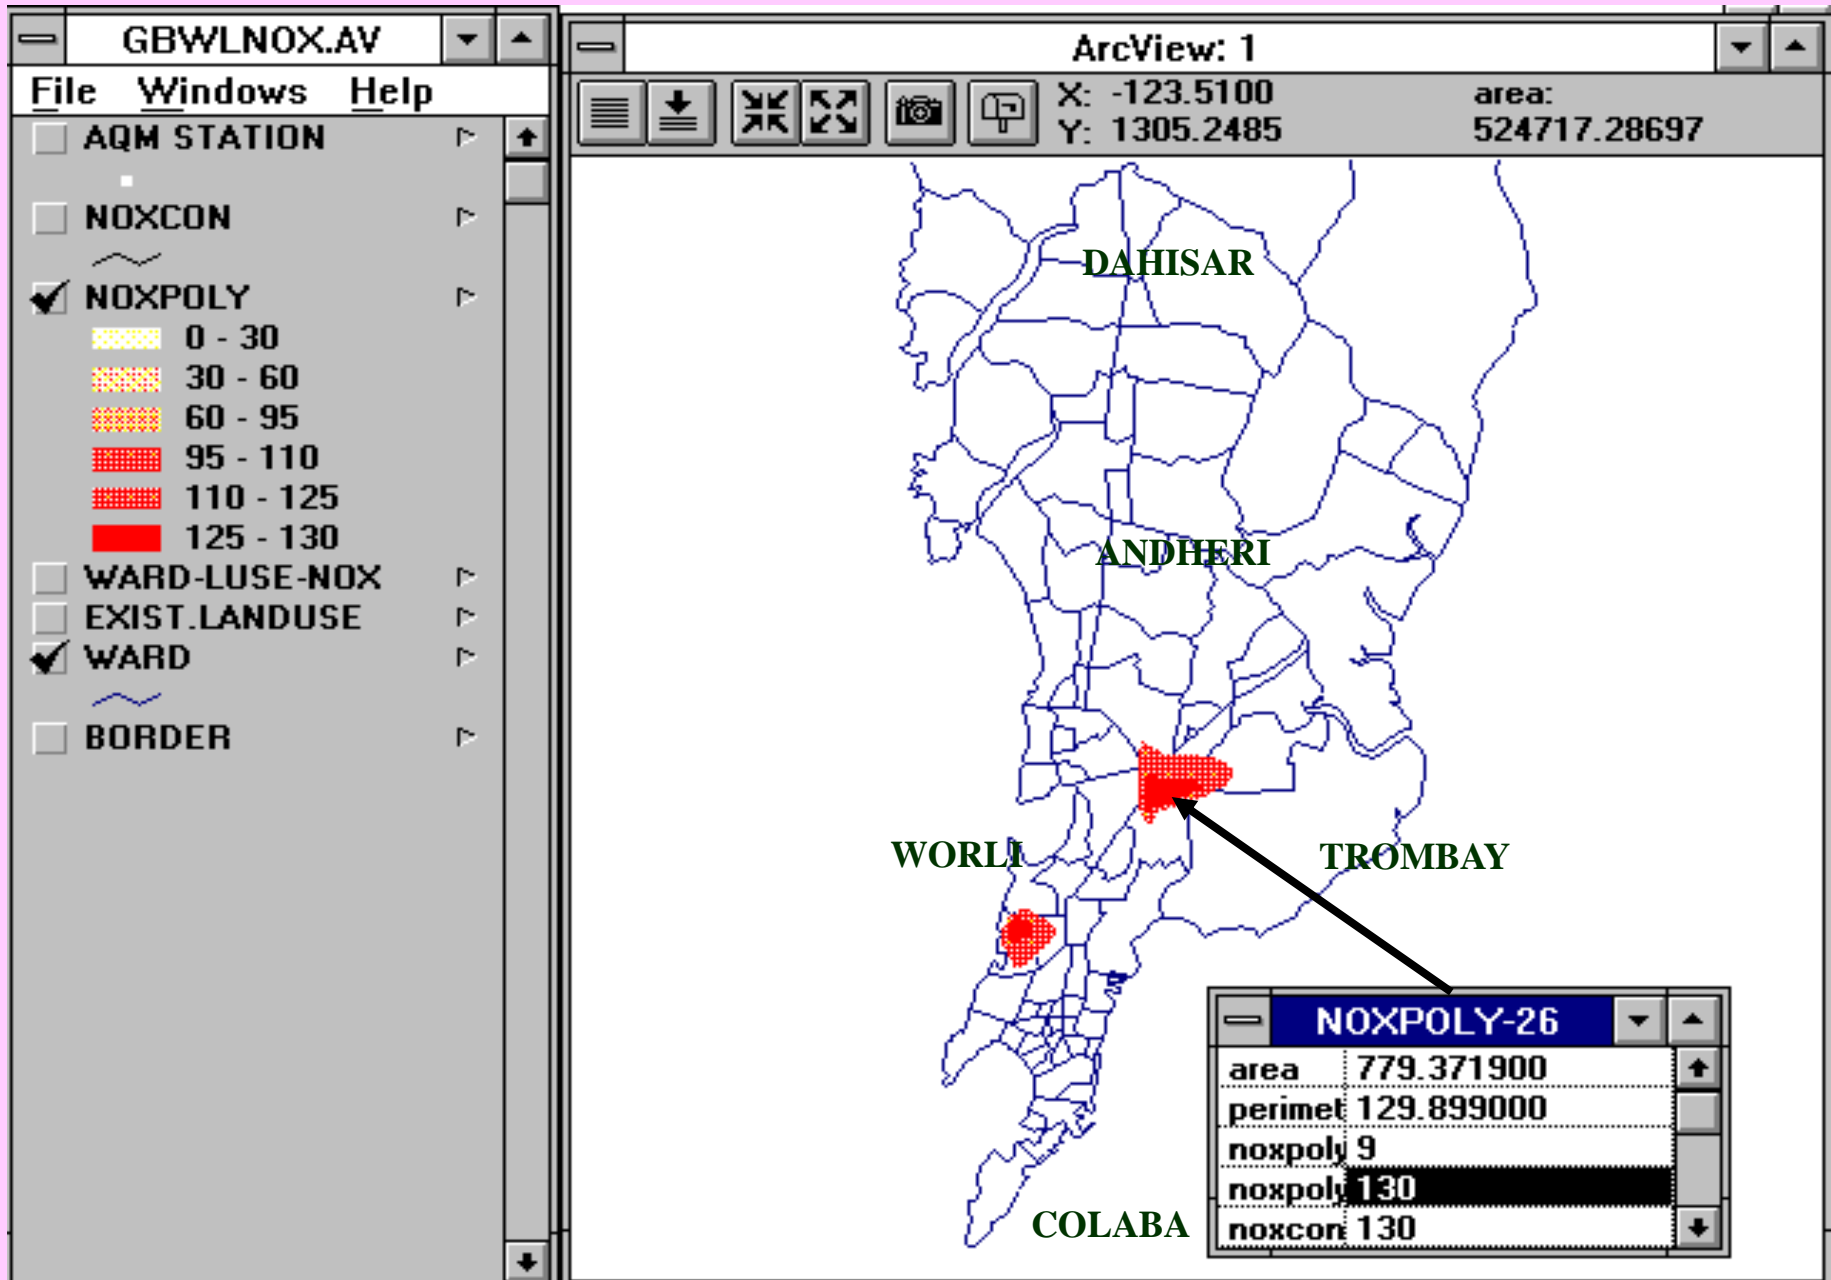 GBWLNOX.AV
File Windows Help
AQM STATION
NOXCON
NOXPOLY
0 - 30
30 - 60
60 - 95
95 - 110
110 - 125
125 - 130
WARD-LUSE-NOX
EXIST.LANDUSE
WARD
BORDER
ArcView: 1
X: -123.5100 area:
Y: 1305.2485 524717.28697
DAHISAR
ANDHERI
WORLI
TROMBAY
COLABA
NOXPOLY-26
area 779.371900
perimet 129.899000
noxpoly 9
noxpoly 130
noxcon 130